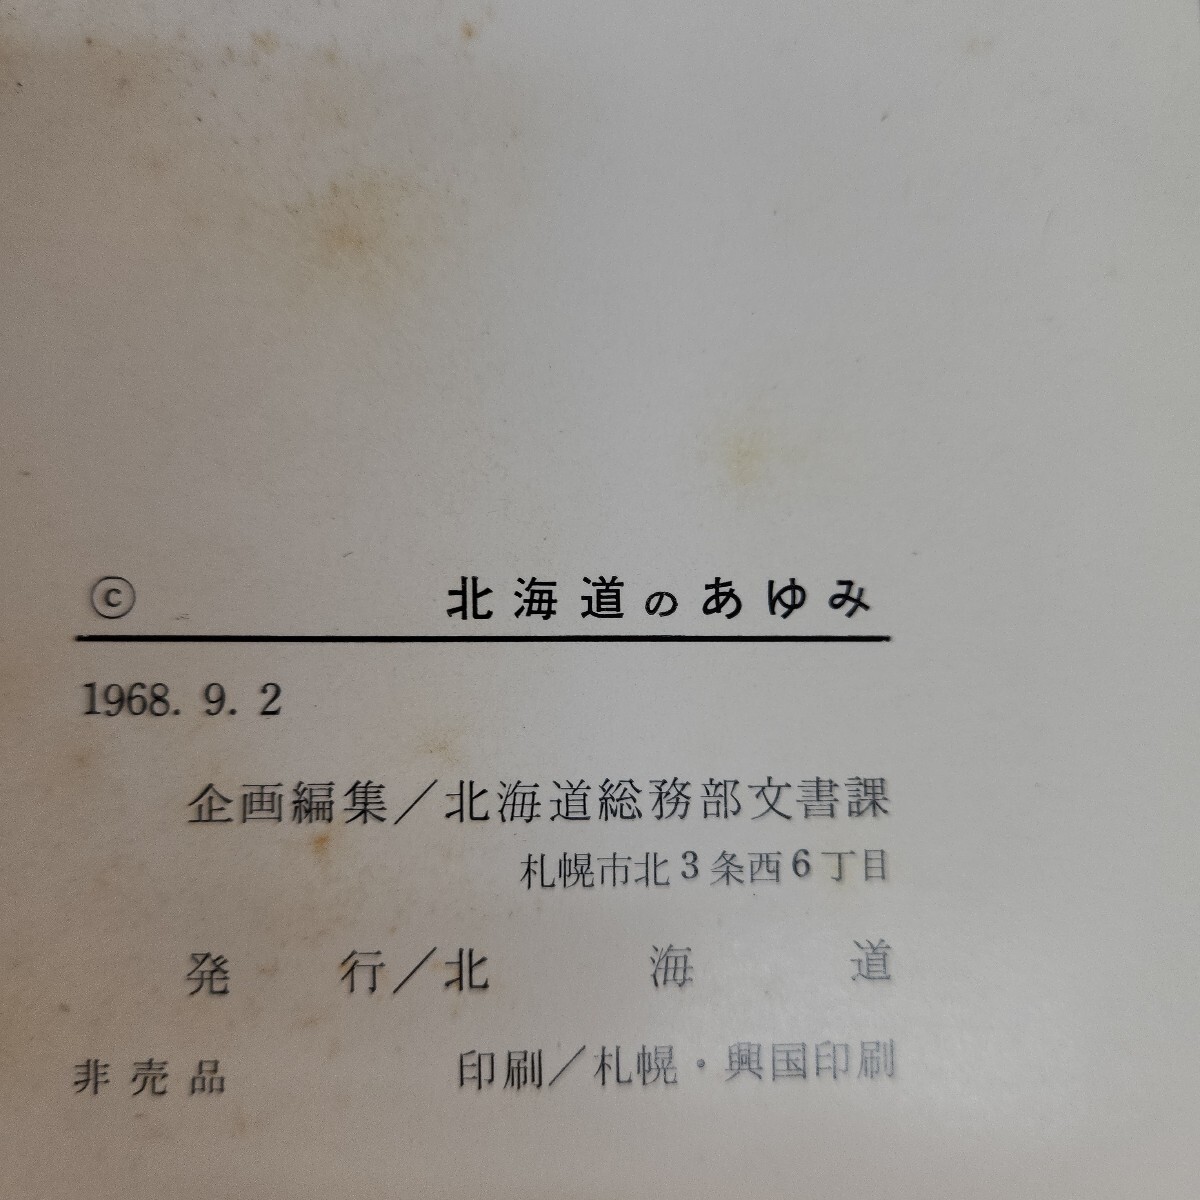 ⓒ 北海道のあゆみ
1968. 9. 2
企画編集／北海道総務部文書課
札幌市北3条西6丁目
発 行／北 海 道
非売品 印刷／札幌・興国印刷